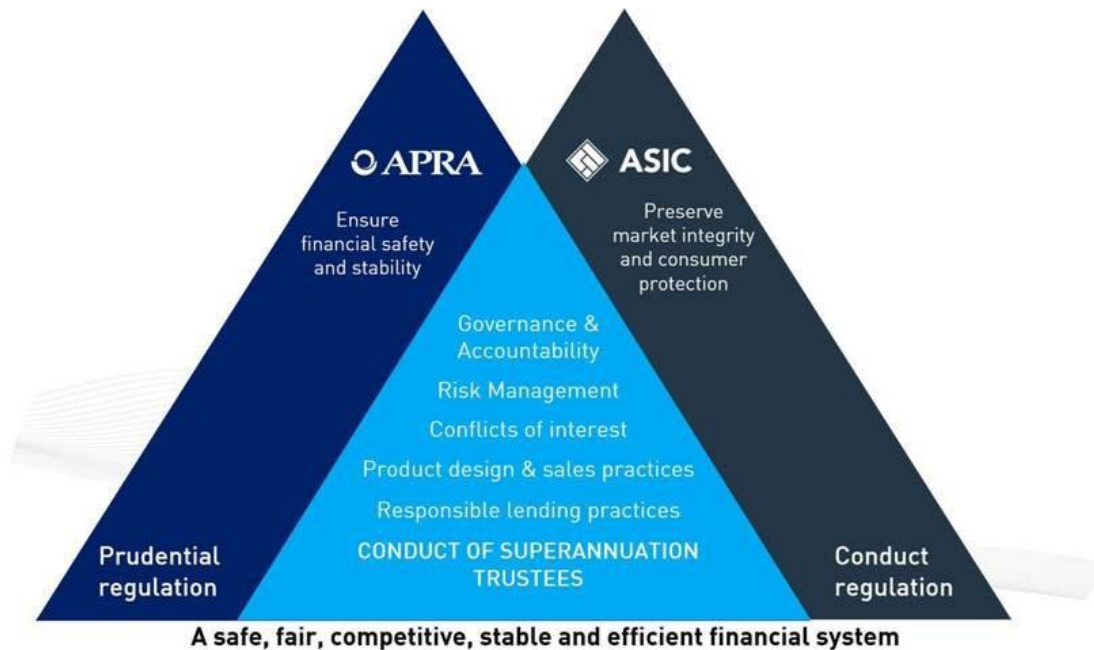 APRA
Ensure
financial safety
and stability
ASIC
Preserve
market integrity
and consumer
protection
Governance &
Accountability
Risk Management
Conflicts of interest
Product design & sales practices
Responsible lending practices
CONDUCT OF SUPERANNUATION
TRUSTEES
Prudential
regulation
Conduct
regulation
A safe, fair, competitive, stable and efficient financial system